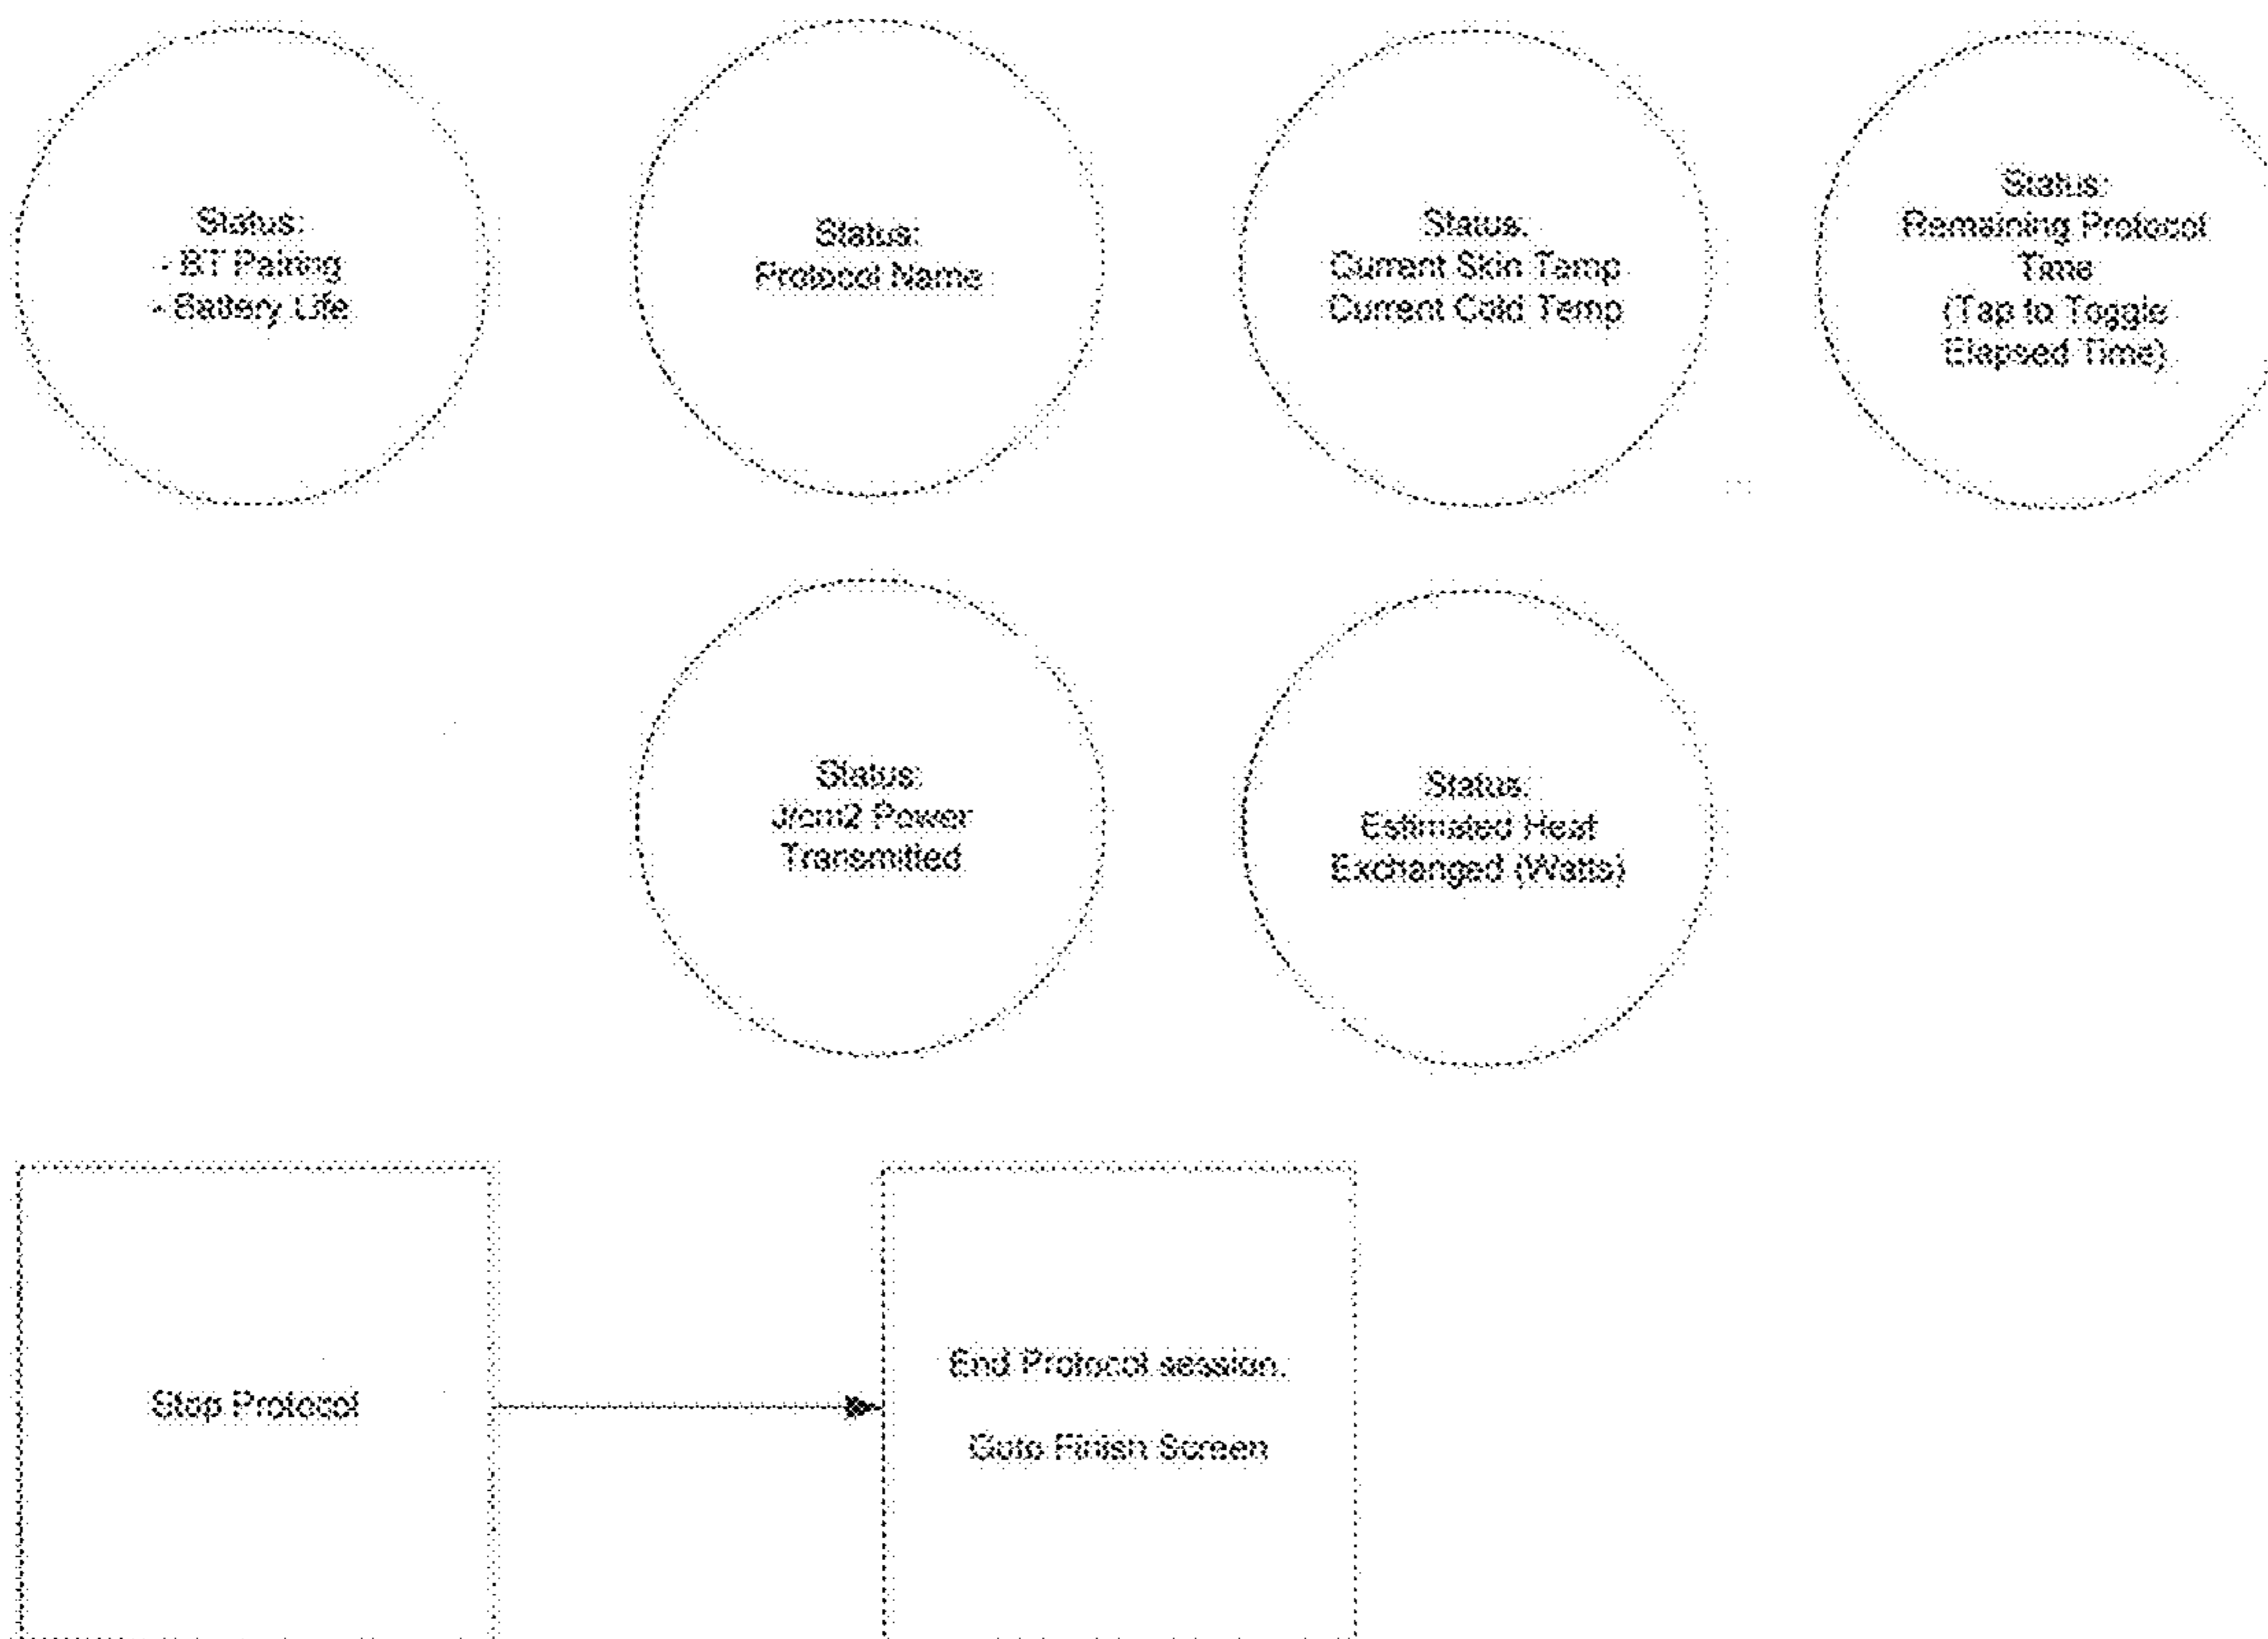 Status:
- BT Pairing
- Battery Life
Status:
Protocol Name
Status:
Current Skin Temp
Current Cold Temp
Status:
Remaining Protocol
Time
(Tap to Toggle
Elapsed Time)
Status:
J/cm2 Power
Transmitted
Status:
Estimated Heat
Exchanged (Watts)
Stop Protocol
End Protocol session.
Goto Finish Screen